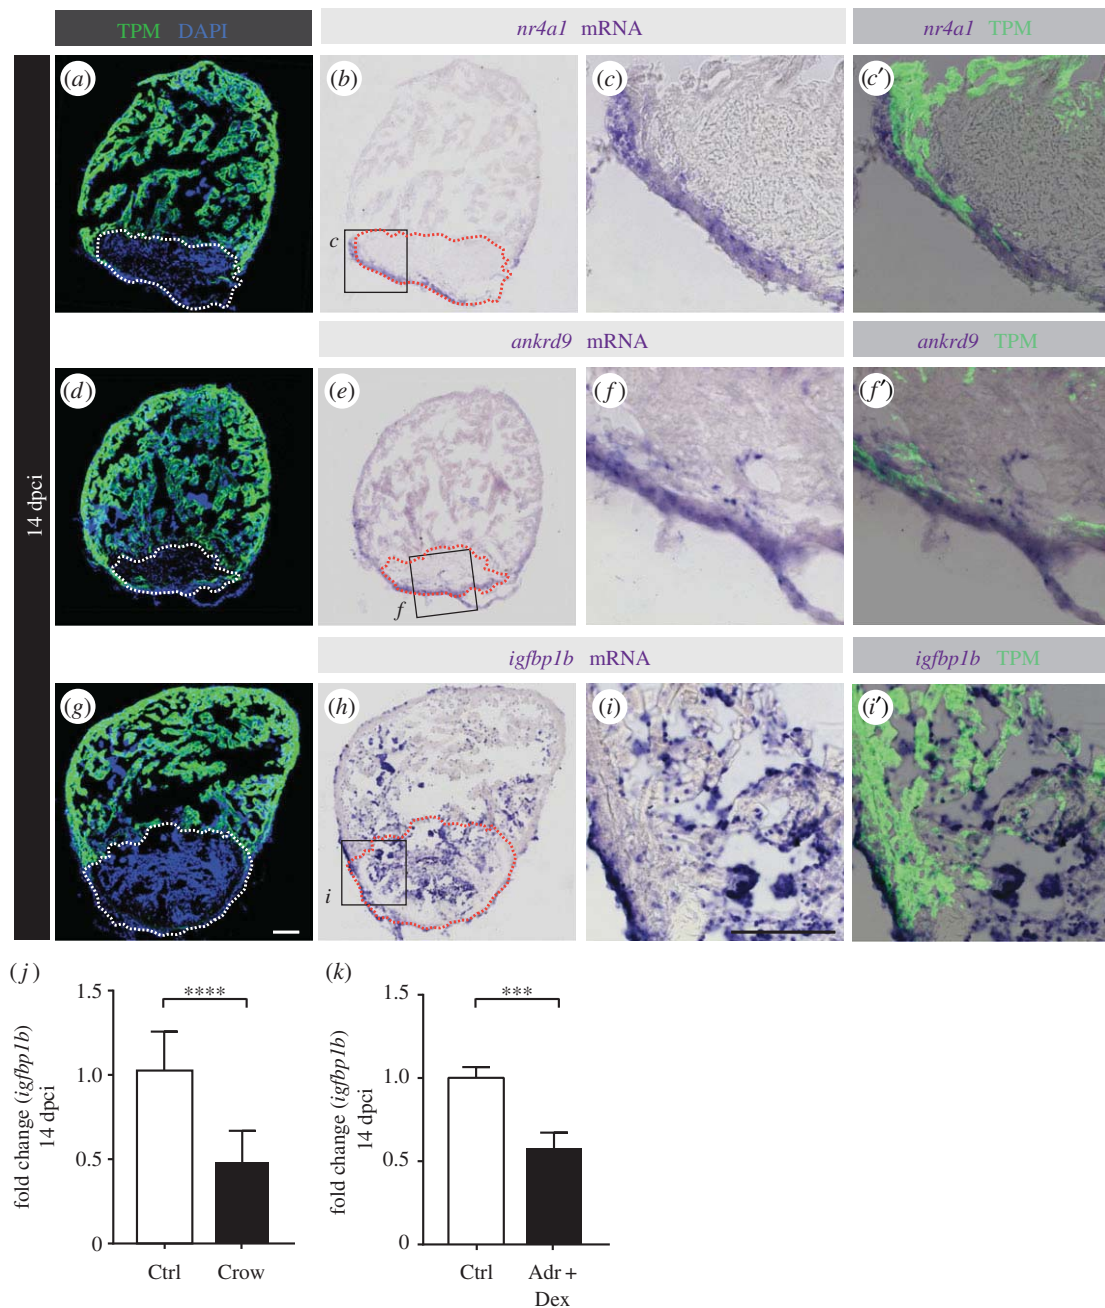 TPM DAPI
nr4a1 mRNA
nr4a1 TPM
14 dpci
(a)
(b)
c
(c)
(c′)
ankrd9 mRNA
ankrd9 TPM
(d)
(e)
f
(f)
(f′)
igfbp1b mRNA
igfbp1b TPM
(g)
(h)
i
(i)
(i′)
(j)
fold change (igfbp1b)
14 dpci
1.5
1.0
0.5
0
****
Ctrl Crow
(k)
fold change (igfbp1b)
14 dpci
1.5
1.0
0.5
0
***
Ctrl Adr +
Dex